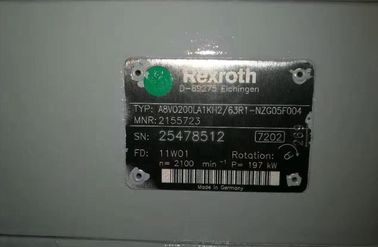 Rexroth
D-89275 Elchingen
TYP: A8VO200LA1KH2/63R1-NZG05F004
MNR: 2155723
SN: 25478512 7202
FD: 11W01 Rotation:
n= 2100 min⁻¹ P= 197 kW
Made in Germany